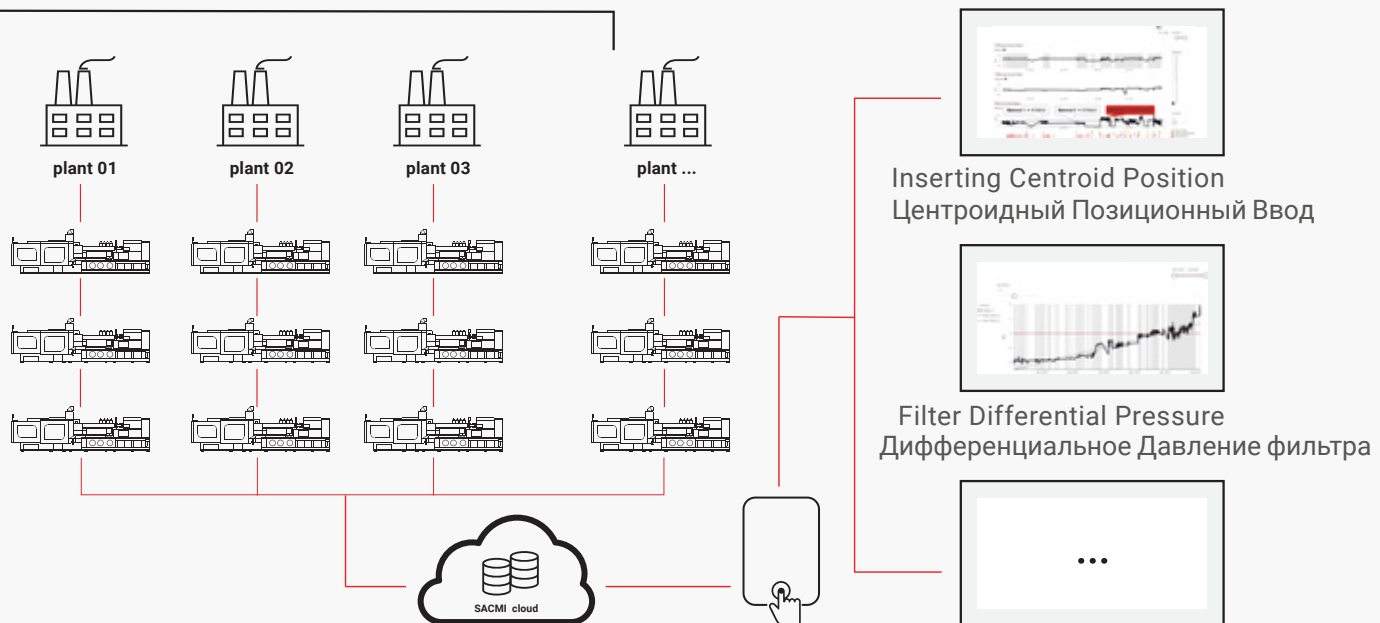 plant 01
plant 02
plant 03
plant ...
Inserting Centroid Position
Центроидный Позиционный Ввод
Filter Differential Pressure
Дифференциальное Давление фильтра
...
SACMI cloud